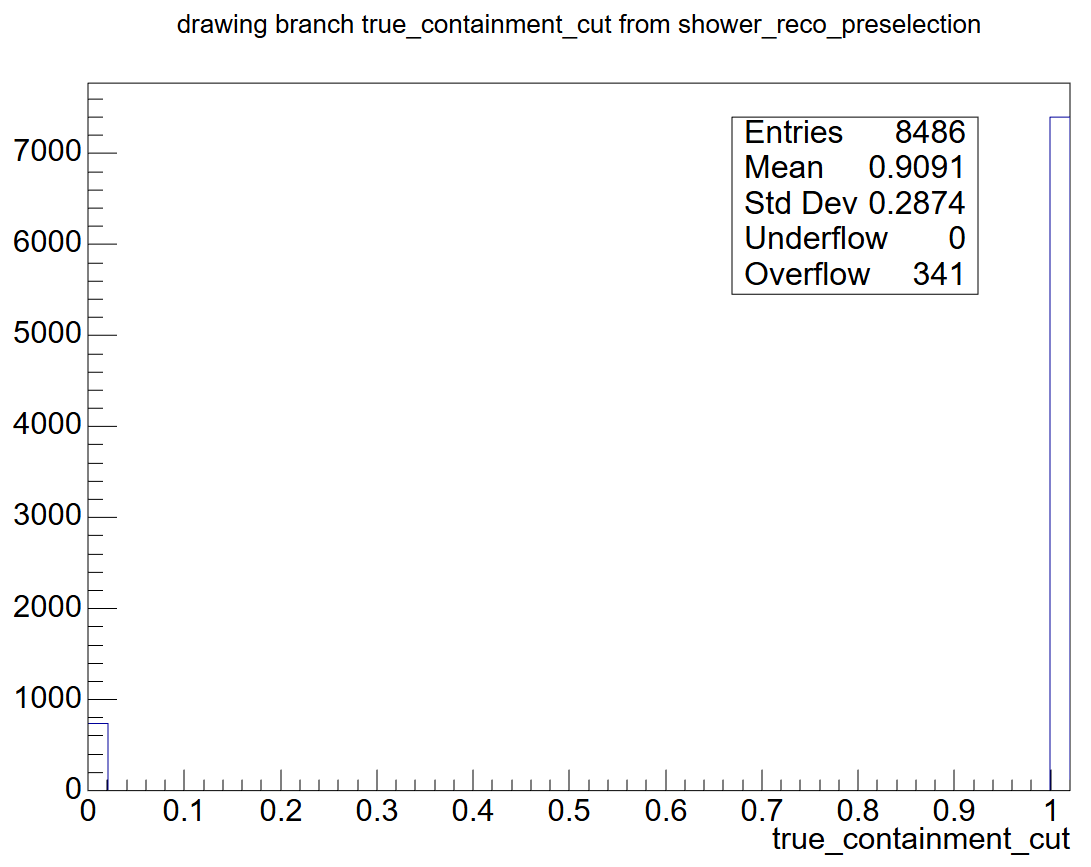 drawing branch true_containment_cut from shower_reco_preselection
Entries 8486
Mean 0.9091
Std Dev 0.2874
Underflow 0
Overflow 341
7000
6000
5000
4000
3000
2000
1000
0
0 0.1 0.2 0.3 0.4 0.5 0.6 0.7 0.8 0.9 1
true_containment_cut